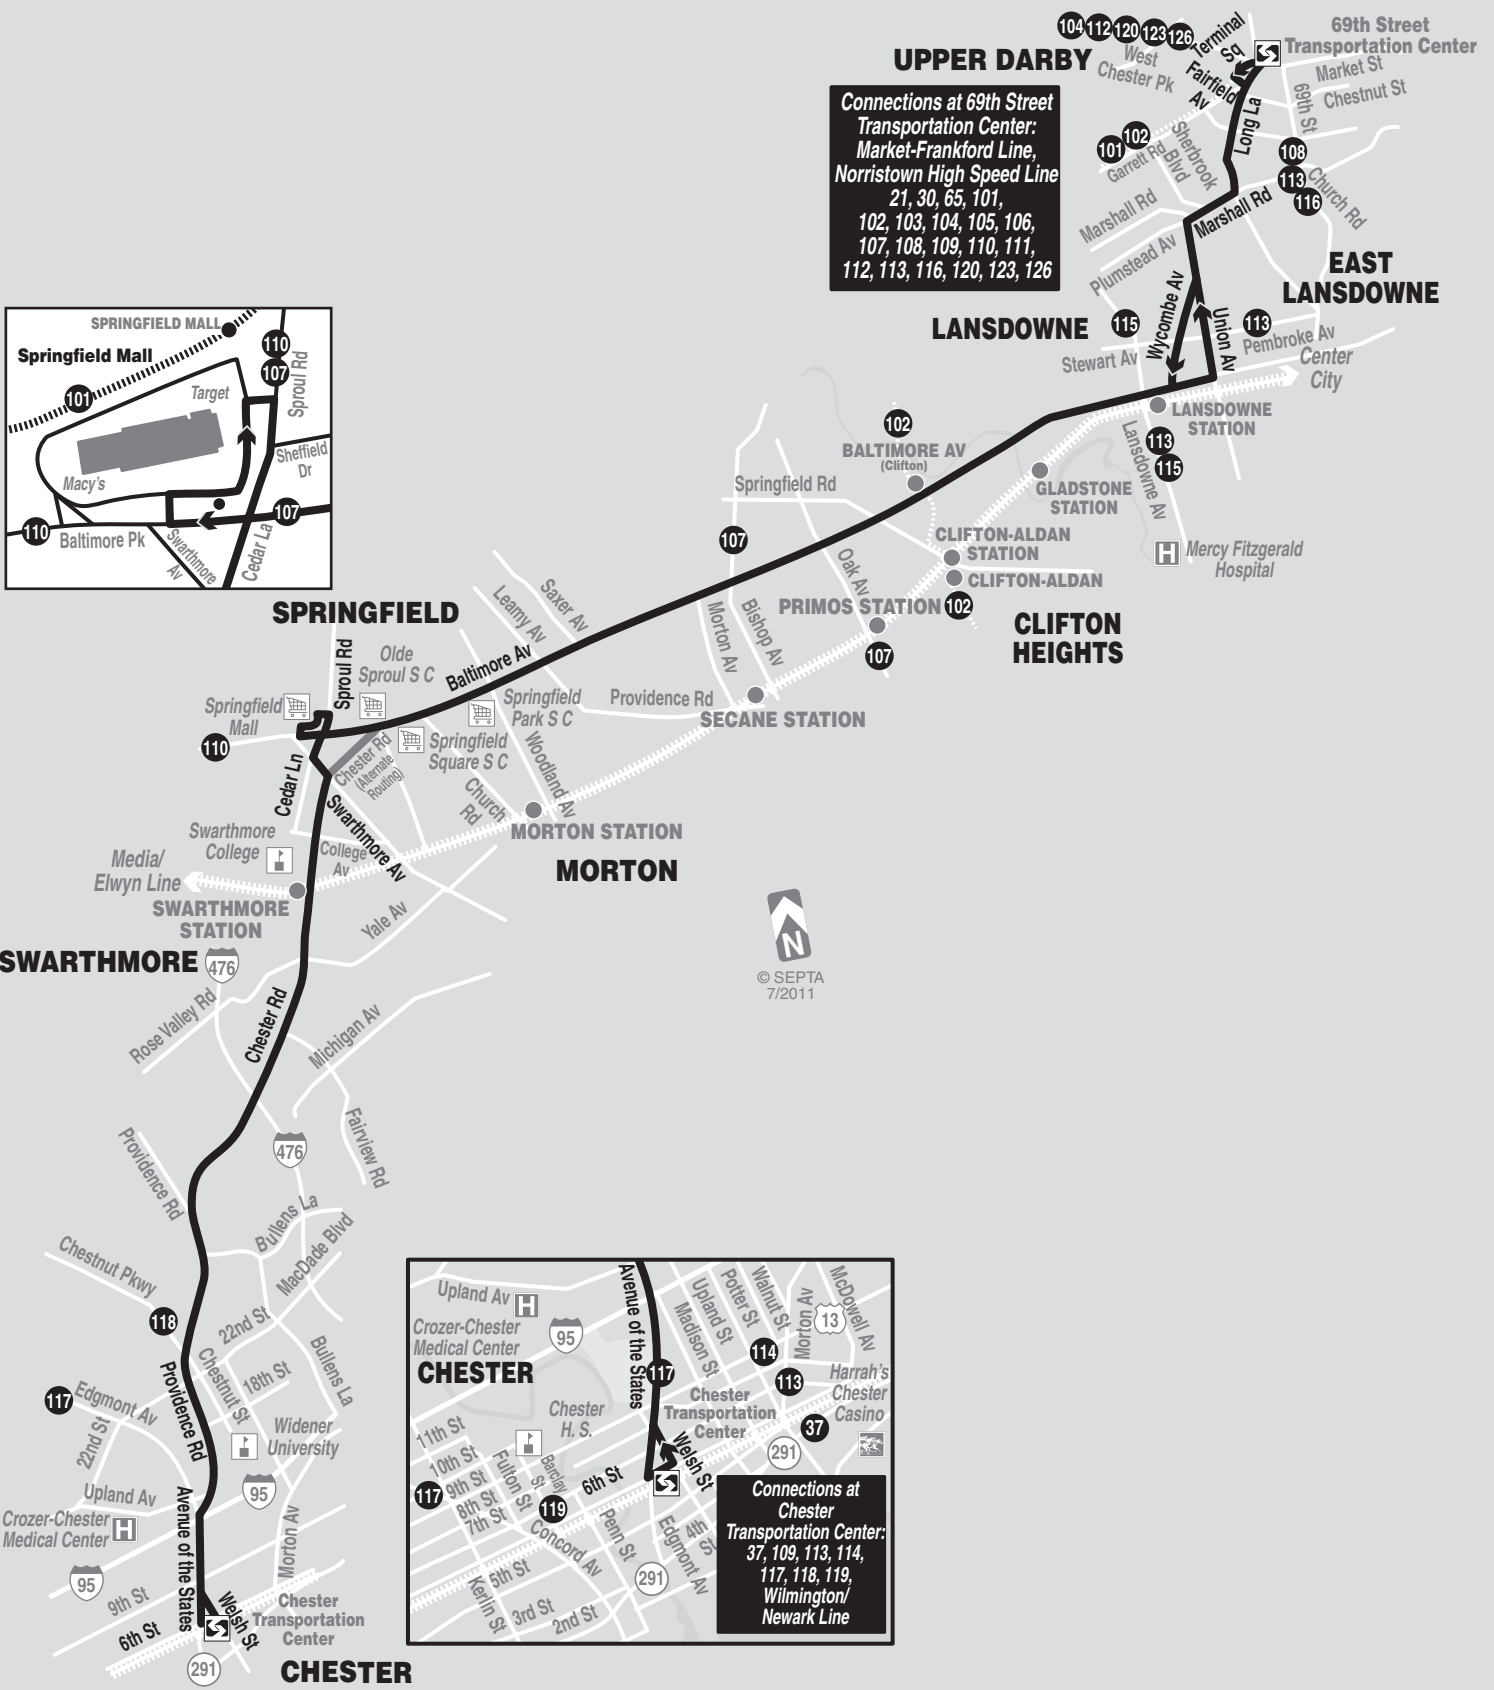 104
112
120
123
126
Terminal
Sq
69th Street
Transportation Center
UPPER DARBY
West
Chester Pk
Fairfield
Av
Market St
Chestnut St
69th St
Long La
Connections at 69th Street
Transportation Center:
Market-Frankford Line,
Norristown High Speed Line
21, 30, 65, 101,
102, 103, 104, 105, 106,
107, 108, 109, 110, 111,
112, 113, 116, 120, 123, 126
101
102
Garrett Rd
Sherbrook
Blvd
108
113
116
Church Rd
Marshall Rd
Marshall Rd
Plumstead Av
EAST
LANSDOWNE
LANSDOWNE
115
Wycombe Av
Union Av
113
Pembroke Av
Stewart Av
Center
City
LANSDOWNE
STATION
113
115
Lansdowne Av
102
BALTIMORE AV
(Clifton)
Springfield Rd
GLADSTONE
STATION
CLIFTON-ALDAN
STATION
CLIFTON-ALDAN
102
H
Mercy Fitzgerald
Hospital
CLIFTON
HEIGHTS
107
Oak Av
PRIMOS STATION
107
Morton Av
Bishop Av
Saxer Av
Leamy Av
Baltimore Av
Providence Rd
SECANE STATION
SPRINGFIELD MALL
Springfield Mall
110
107
Sproul Rd
101
Target
Macy's
Sheffield
Dr
107
110
Baltimore Pk
Swarthmore
Av
Cedar La
SPRINGFIELD
Sproul Rd
Olde
Sproul S C
Springfield
Mall
110
Springfield
Park S C
Springfield
Square S C
Chester Rd
(Alternate
Routing)
Woodland Av
Church
Rd
Cedar Ln
Swarthmore Av
MORTON STATION
MORTON
Swarthmore
College
College
Av
Media/
Elwyn Line
SWARTHMORE
STATION
Yale Av
SWARTHMORE
476
N
© SEPTA
7/2011
Rose Valley Rd
Chester Rd
Michigan Av
Fairview Rd
476
Providence Rd
Bullens La
MacDade Blvd
Chestnut Pkwy
118
22nd St
Chestnut St
18th St
Bullens La
Providence Rd
117
Edgmont Av
22nd St
Widener
University
95
Upland Av
Crozer-Chester
Medical Center
H
Avenue of the States
Morton Av
95
9th St
6th St
Welsh St
Chester
Transportation
Center
291
CHESTER
Upland Av
H
Crozer-Chester
Medical Center
95
CHESTER
Avenue of the States
Madison St
Upland St
Potter St
Walnut St
Morton Av
McDowell Av
13
117
114
113
Harrah's
Chester
Casino
37
291
Chester
Transportation
Center
Chester
H. S.
11th St
10th St
9th St
8th St
7th St
117
Fulton St
Barclay
St
119
6th St
Welsh St
Concord Av
Penn St
Edgmont Av
4th
St
5th St
Kerlin St
3rd St
2nd St
291
Connections at
Chester
Transportation Center:
37, 109, 113, 114,
117, 118, 119,
Wilmington/
Newark Line